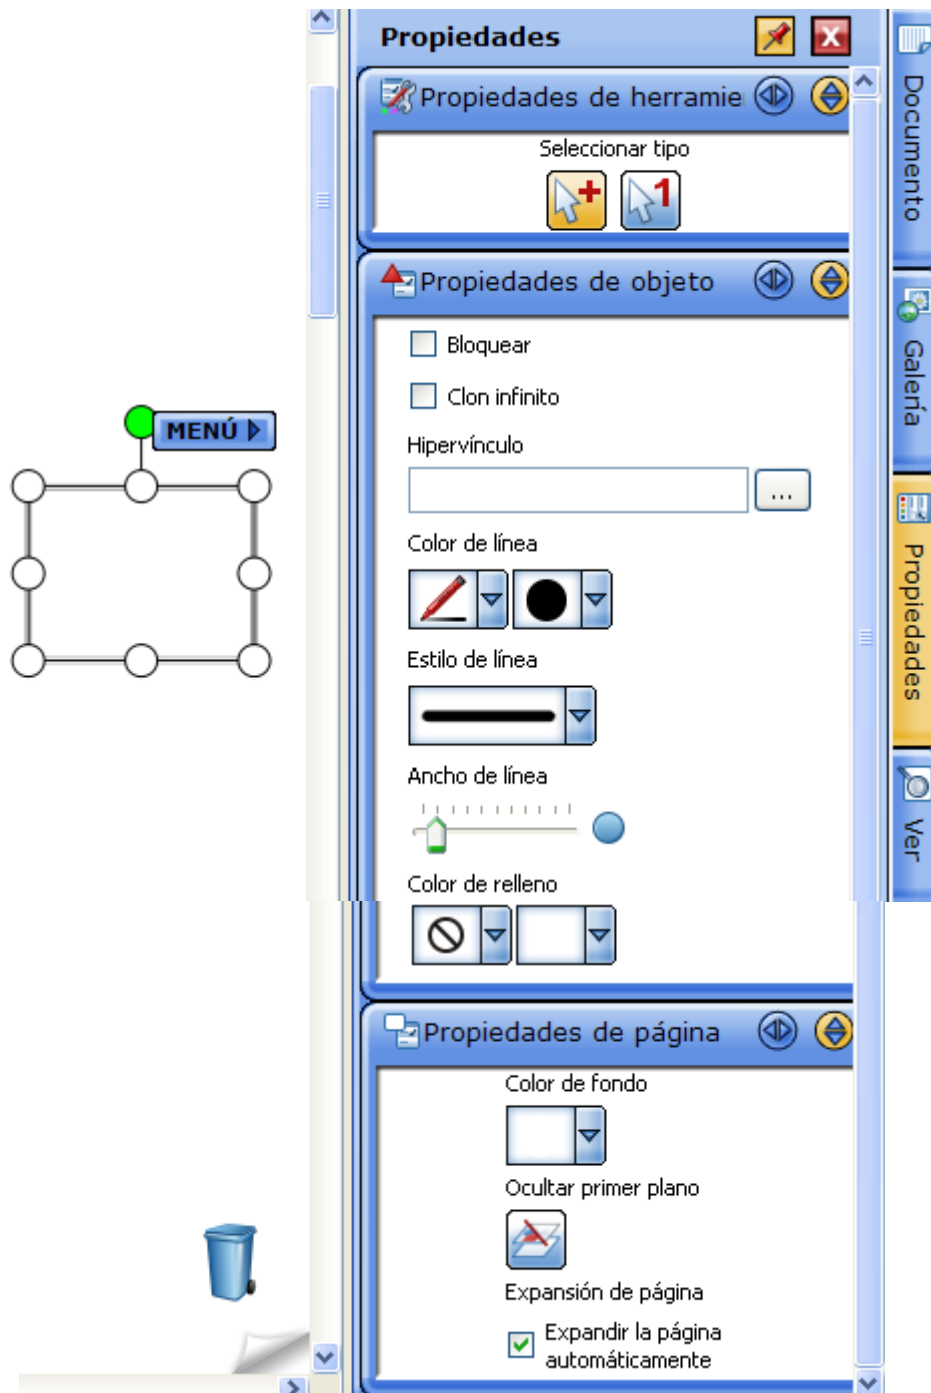 Propiedades
Propiedades de herramie
Seleccionar tipo
+ 1
Propiedades de objeto
Bloquear
Clon infinito
Hipervínculo
...
Color de línea
Estilo de línea
Ancho de línea
Color de relleno
Propiedades de página
Color de fondo
Ocultar primer plano
Expansión de página
Expandir la página
automáticamente
MENÚ
Documento
Galería
Propiedades
Ver